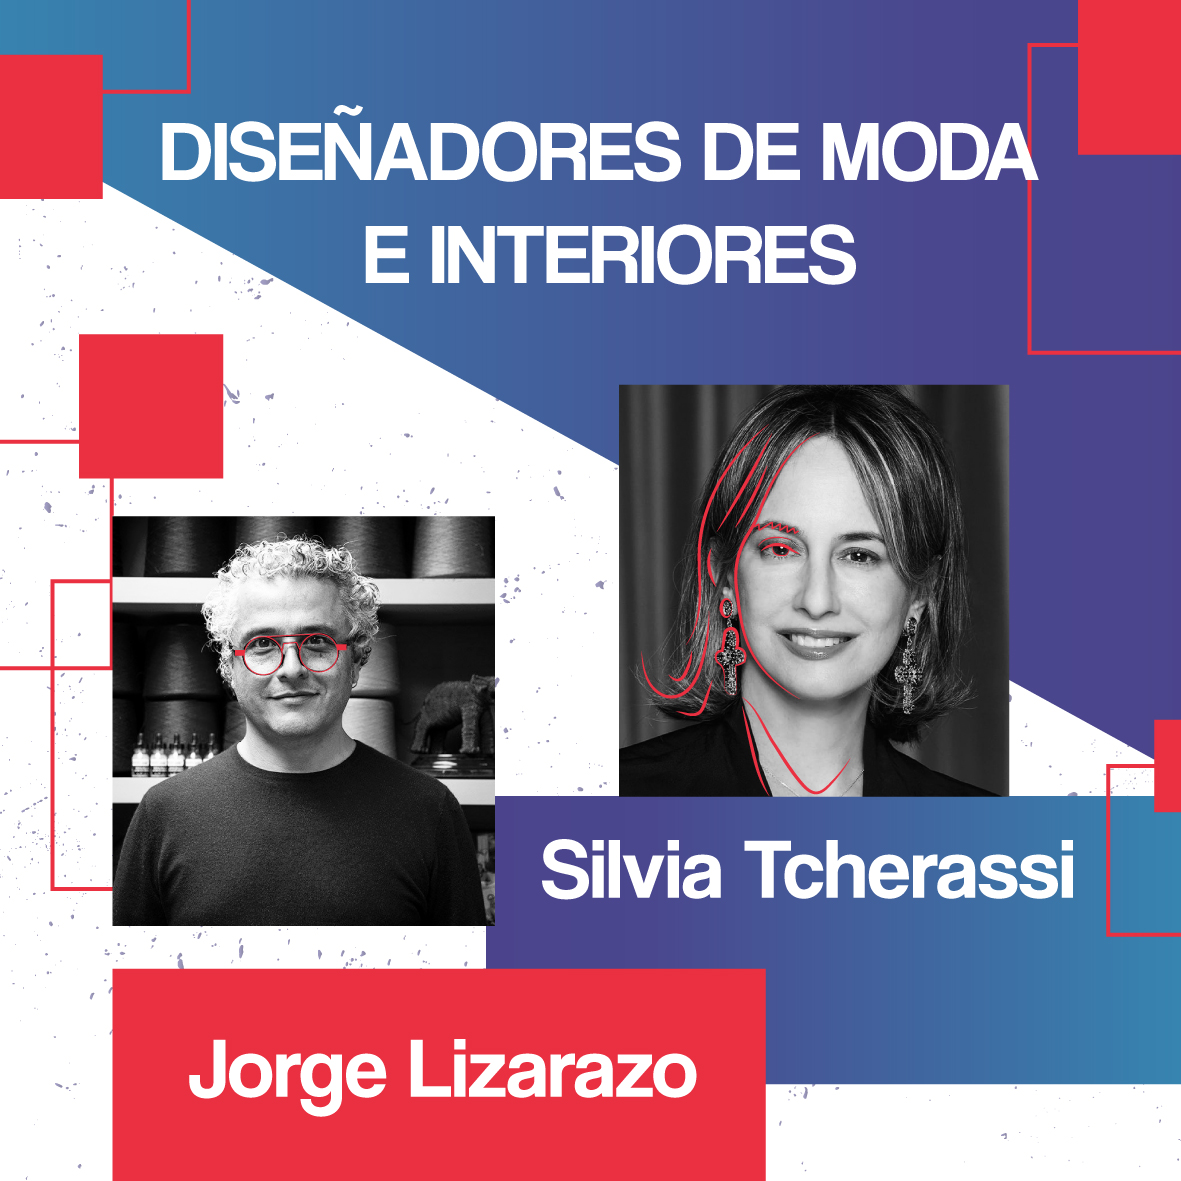 DISEÑADORES DE MODA
E INTERIORES
Silvia Tcherassi
Jorge Lizarazo